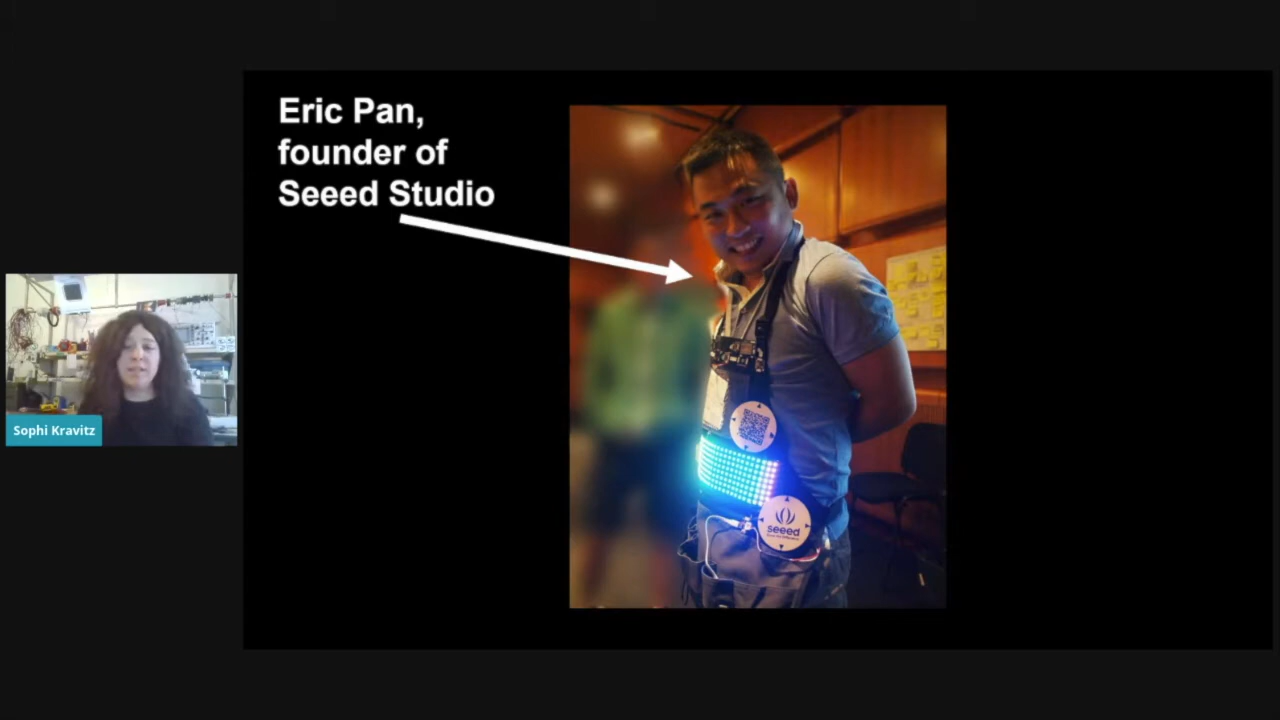 Eric Pan,
founder of
Seeed Studio
Sophi Kravitz
seeed